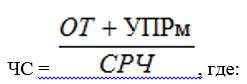 ЧС = (ОТ + УПРм) / СРЧ , где: